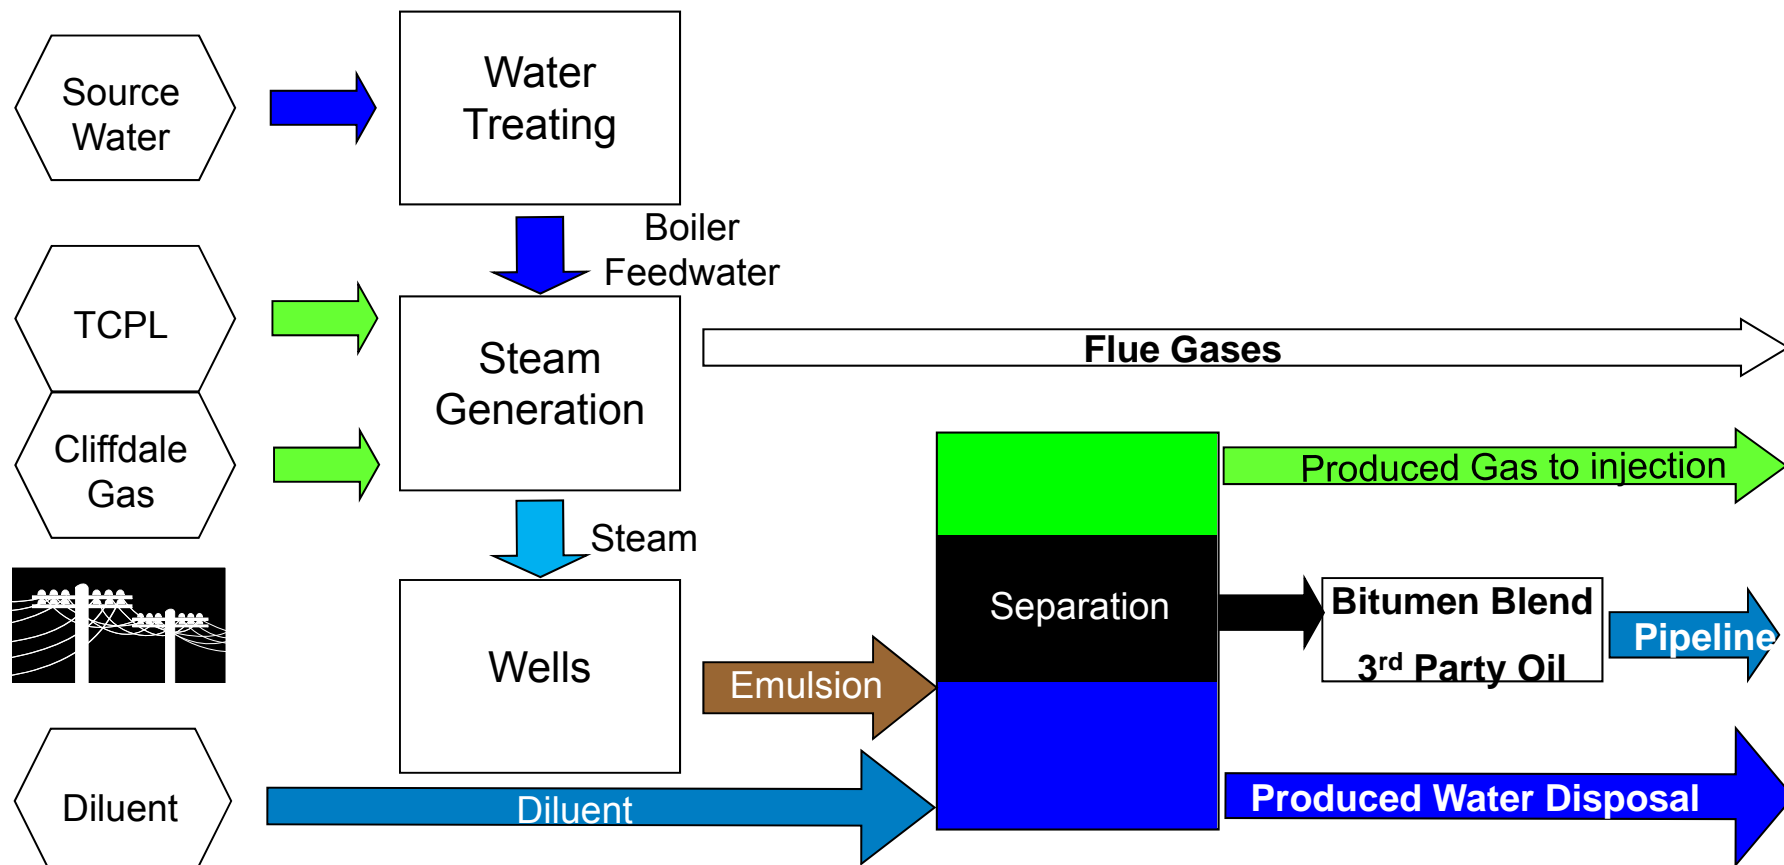 Source
Water
Water
Treating
Boiler
Feedwater
TCPL
Steam
Generation
Flue Gases
Cliffdale
Gas
Produced Gas to injection
Steam
Separation
Bitumen Blend
3rd Party Oil
Pipeline
Wells
Emulsion
Diluent
Diluent
Produced Water Disposal